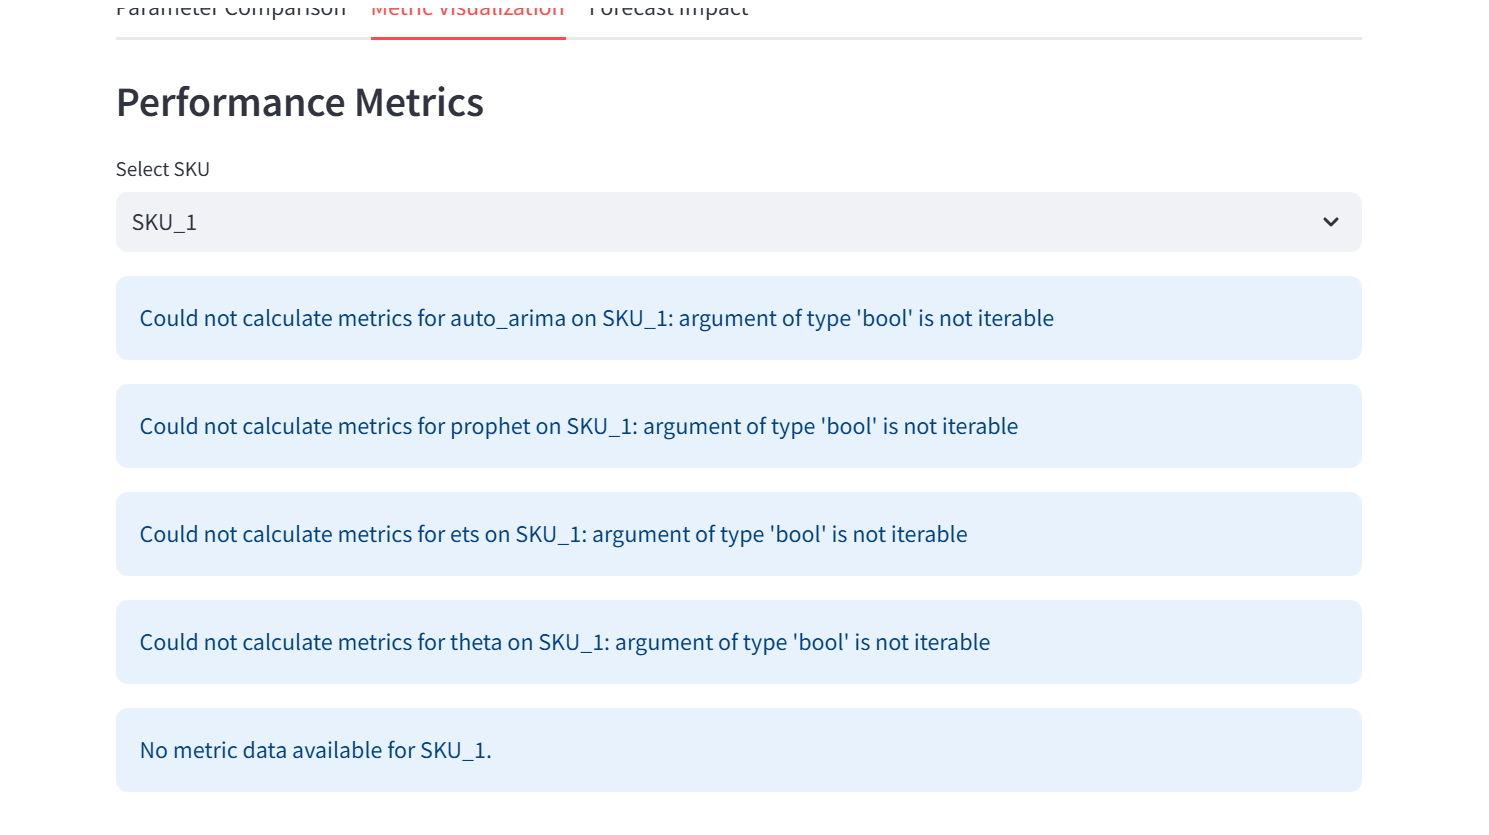 Parameter Comparison Metric Visualization Forecast Impact
Performance Metrics
Select SKU
SKU_1
Could not calculate metrics for auto_arima on SKU_1: argument of type 'bool' is not iterable
Could not calculate metrics for prophet on SKU_1: argument of type 'bool' is not iterable
Could not calculate metrics for ets on SKU_1: argument of type 'bool' is not iterable
Could not calculate metrics for theta on SKU_1: argument of type 'bool' is not iterable
No metric data available for SKU_1.